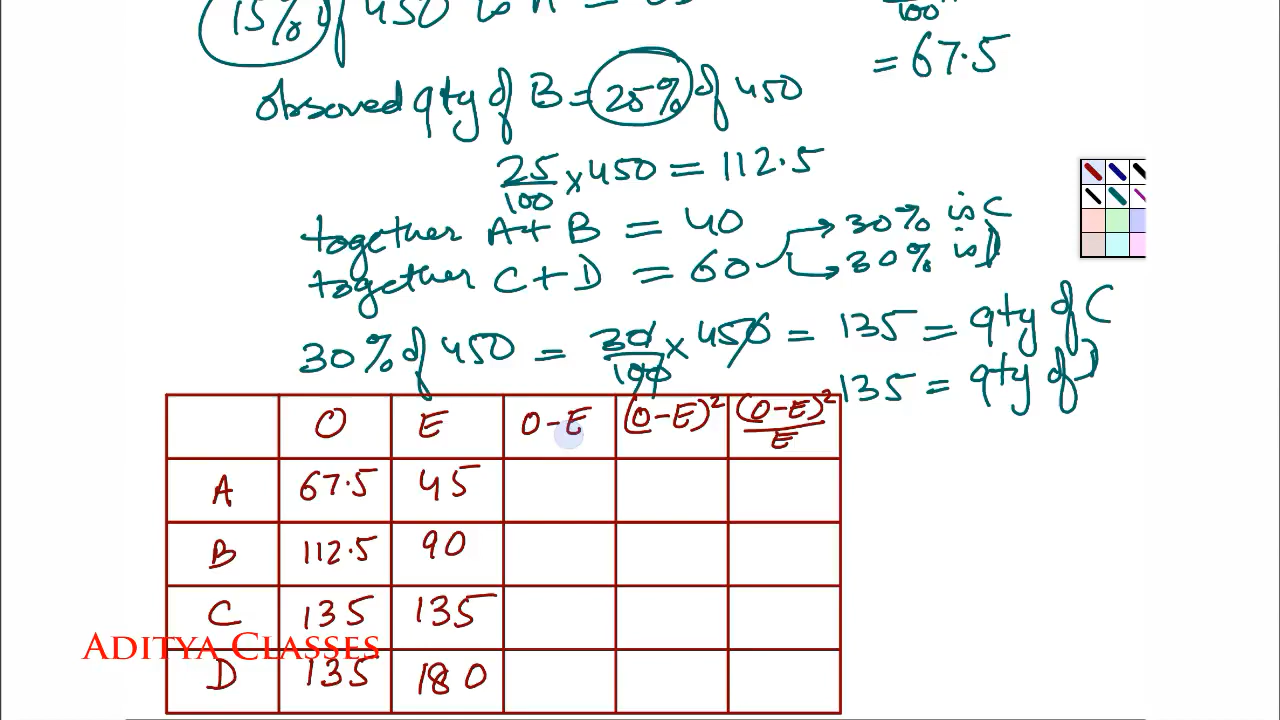 15% of 450 is A =
100
= 67.5
observed qty of B = 25% of 450
25/100 × 450 = 112.5
together A + B = 40
together C + D = 60 → 30% is C
→ 30% is D
30% of 450 = 30/100 × 450 = 135 = qty of C
135 = qty of D
O E O-E (O-E)² (O-E)²/E
A 67.5 45
B 112.5 90
C 135 135
ADITYA CLASSES
D 135 180